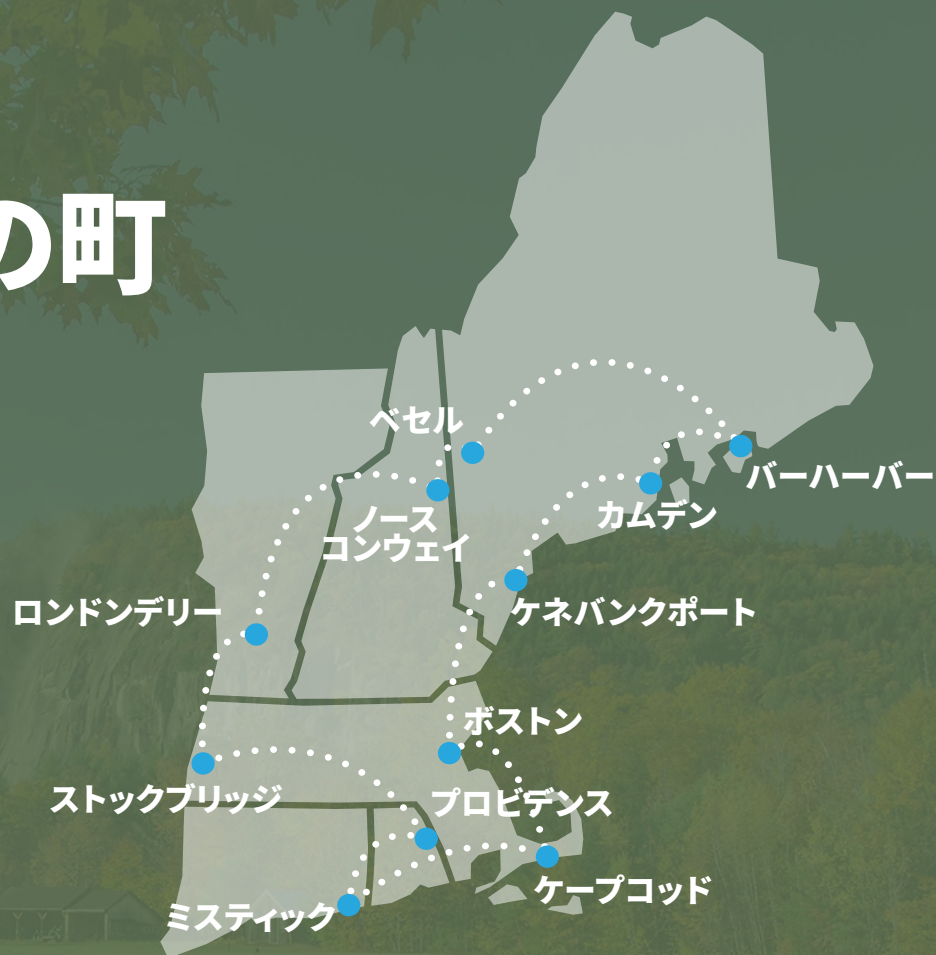 の町
ベセル
バーハーバー
ノース
コンウェイ
カムデン
ロンドンデリー
ケネバンクポート
ボストン
ストックブリッジ
プロビデンス
ケープコッド
ミスティック